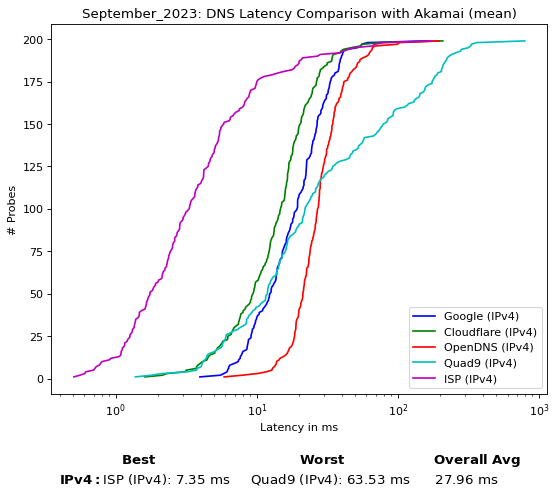 September_2023: DNS Latency Comparison with Akamai (mean)
200
175
150
125
100
75
50
25
0
# Probes
Google (IPv4)
Cloudflare (IPv4)
OpenDNS (IPv4)
Quad9 (IPv4)
ISP (IPv4)
10⁰ 10¹ 10² 10³
Latency in ms
Best Worst Overall Avg
IPv4: ISP (IPv4): 7.35 ms Quad9 (IPv4): 63.53 ms 27.96 ms